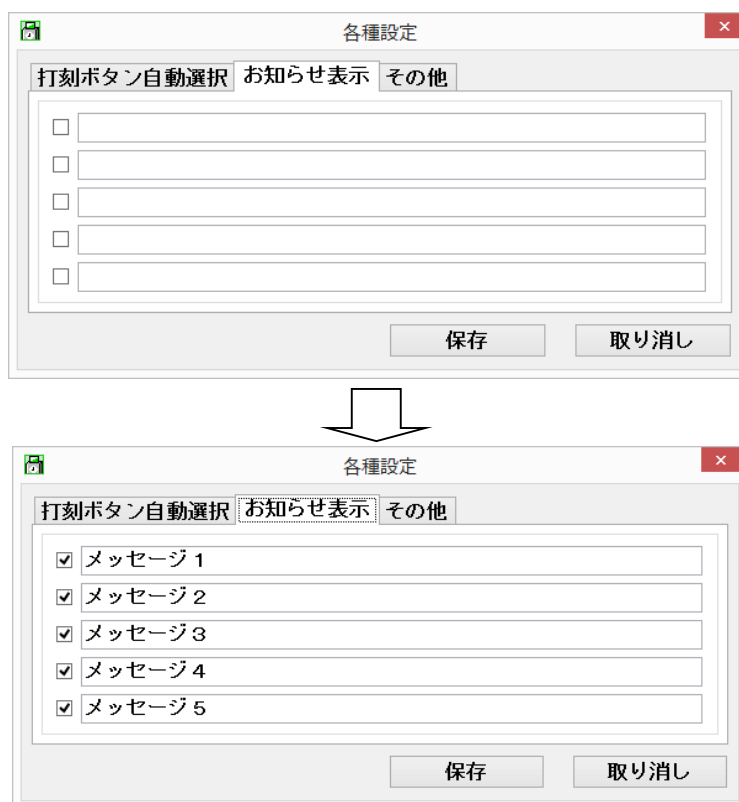 各種設定
打刻ボタン自動選択 お知らせ表示 その他
保存 取り消し
各種設定
打刻ボタン自動選択 お知らせ表示 その他
メッセージ１
メッセージ２
メッセージ３
メッセージ４
メッセージ５
保存 取り消し